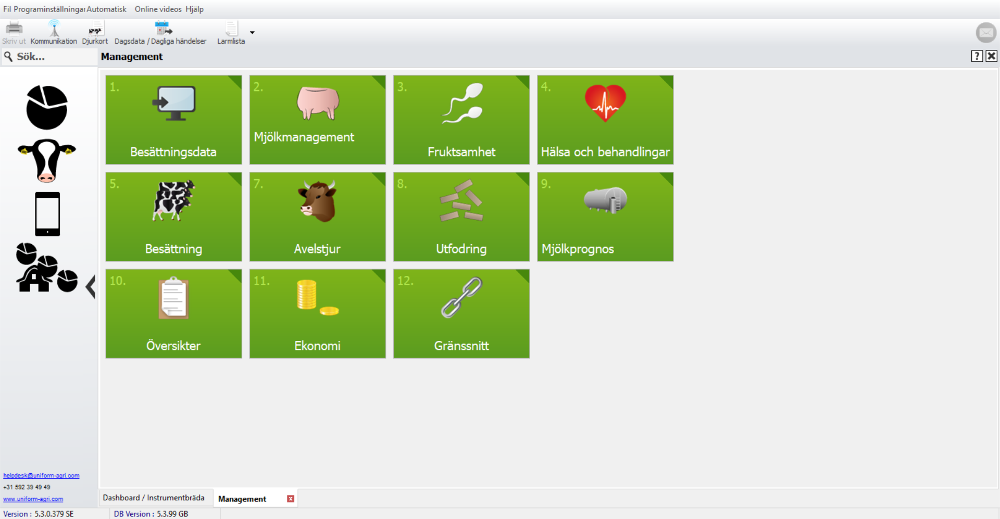 Fil Programinställningar Automatisk Online videos Hjälp
Skriv ut Kommunikation Djurkort Dagsdata / Dagliga händelser Larmlista
Sök... Management ?
1. 2. 3. 4.
Besättningsdata Mjölkmanagement Fruktsamhet Hälsa och behandlingar
5. 7. 8. 9.
Besättning Avelstjur Utfodring Mjölkprognos
10. 11. 12.
Översikter Ekonomi Gränssnitt
helpdesk@uniform-agri.com
+31 592 39 49 49
www.uniform-agri.com
Dashboard / Instrumentbräda Management x
Version : 5.3.0.379 SE DB Version : 5.3.99 GB